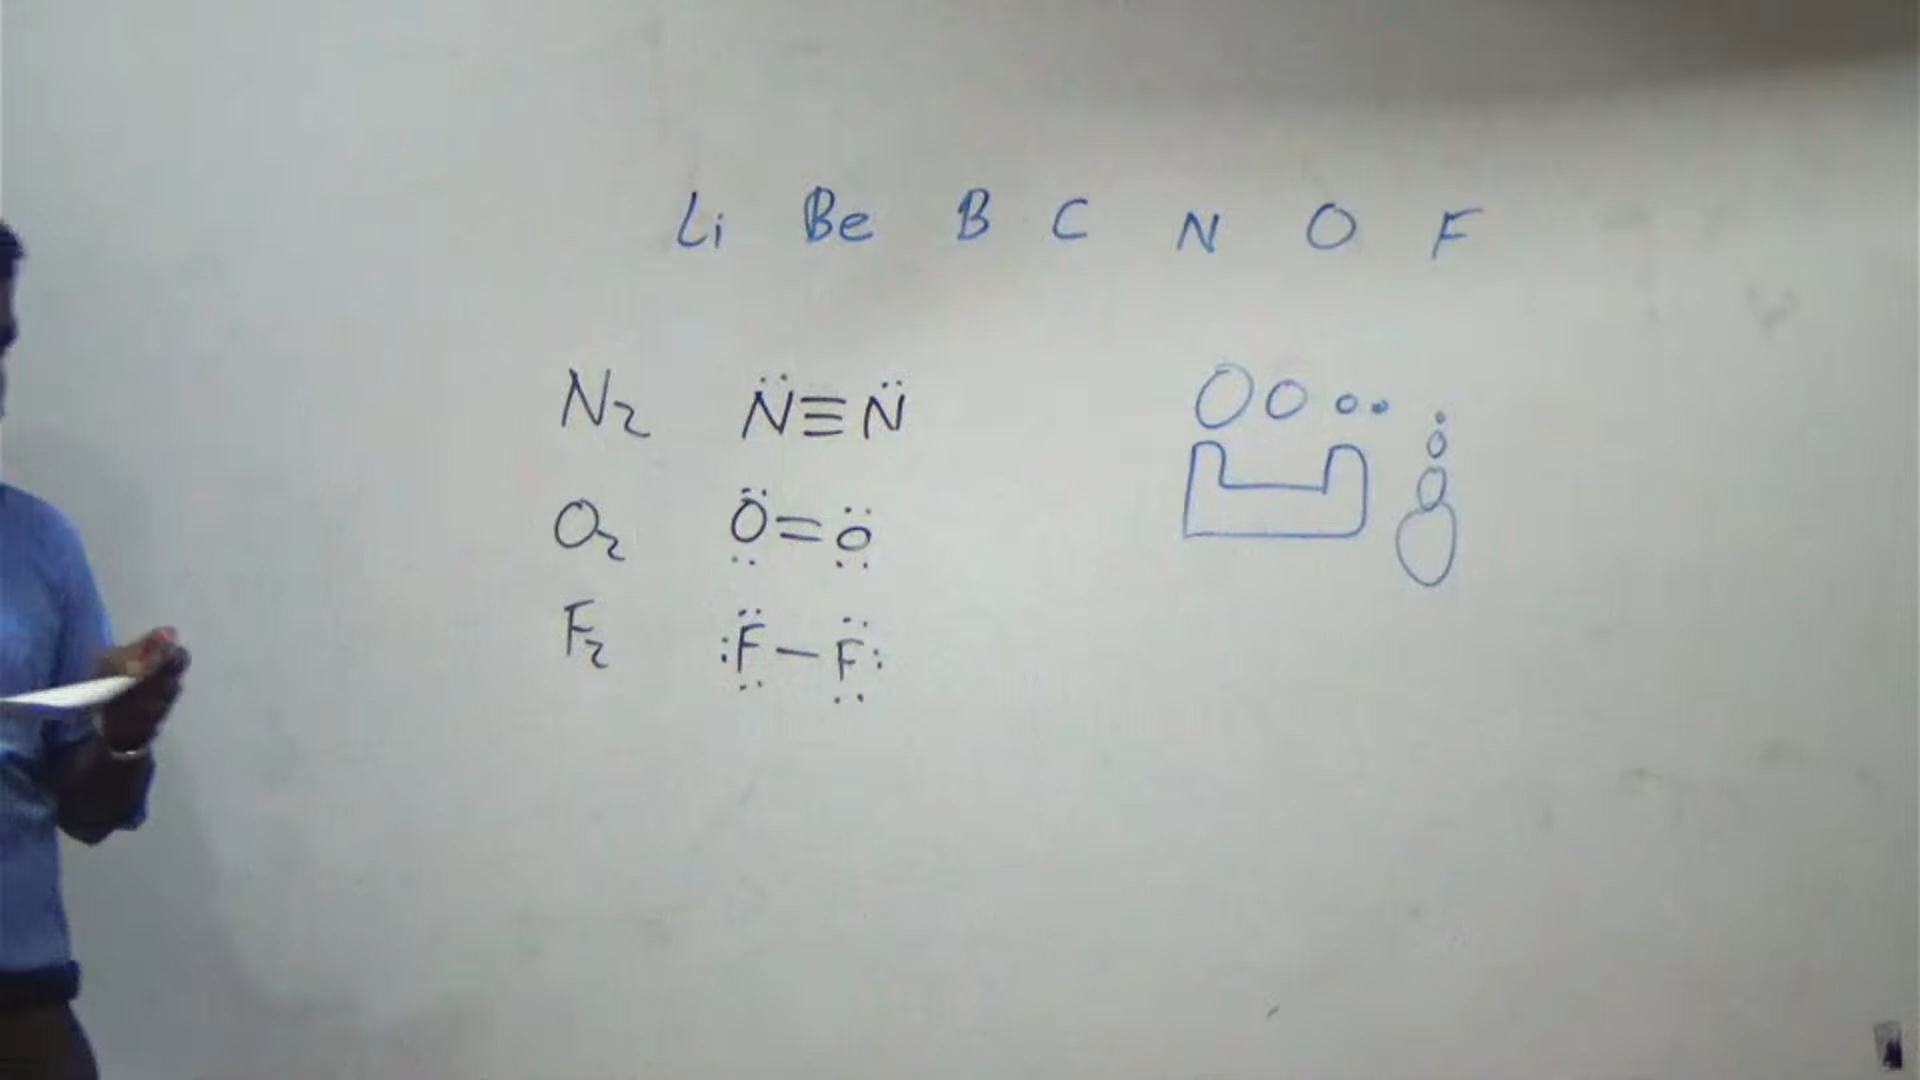 Li Be B C N O F
N₂ N̈≡N̈
O₂ Ö=Ö
F₂ :F̈–F̈: